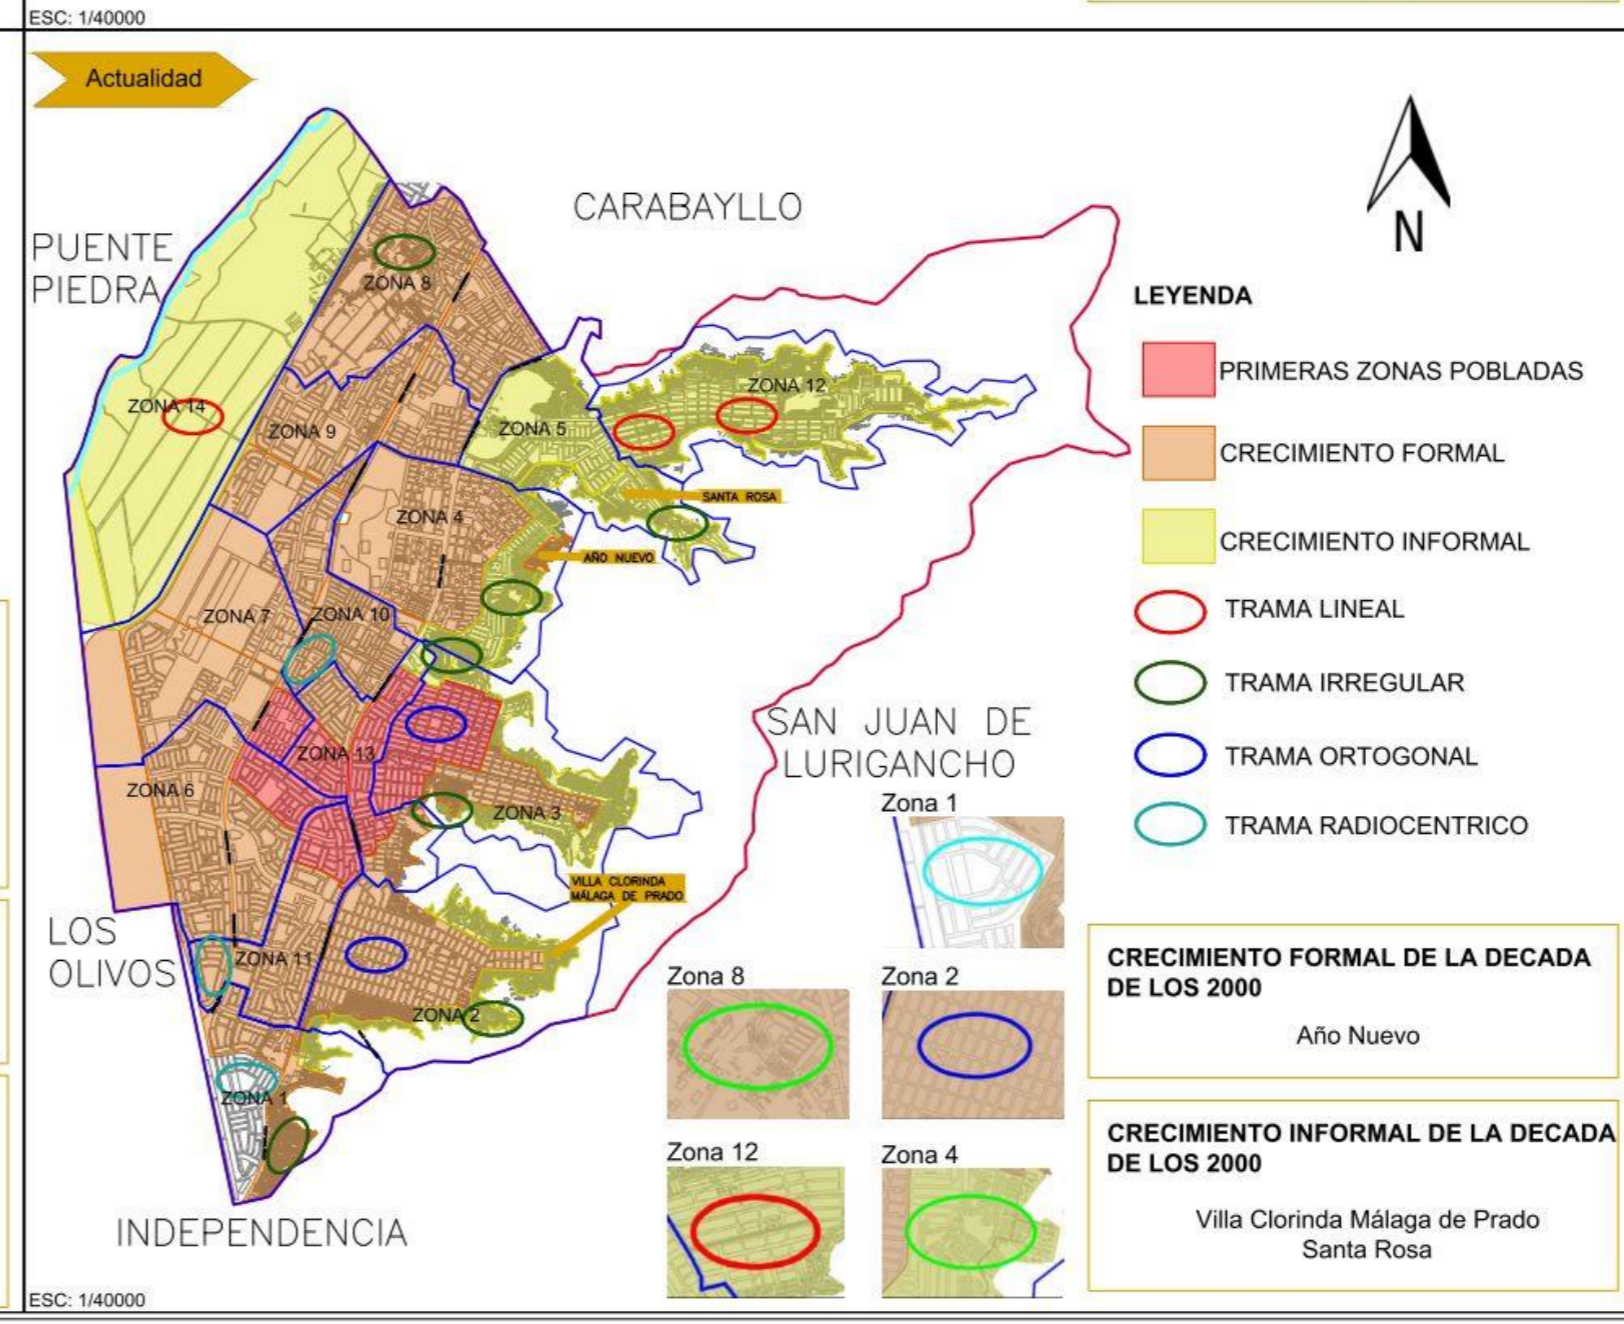 ESC: 1/40000
Actualidad
CARABAYLLO
PUENTE
PIEDRA
N
ZONA 8
ZONA 14
ZONA 9
ZONA 5
ZONA 12
SANTA ROSA
ZONA 4
AÑO NUEVO
ZONA 7
ZONA 10
ZONA 13
ZONA 6
ZONA 3
SAN JUAN DE
LURIGANCHO
VILLA CLORINDA
MÁLAGA DE PRADO
LOS
OLIVOS
ZONA 11
ZONA 2
ZONA 1
INDEPENDENCIA
LEYENDA
PRIMERAS ZONAS POBLADAS
CRECIMIENTO FORMAL
CRECIMIENTO INFORMAL
TRAMA LINEAL
TRAMA IRREGULAR
TRAMA ORTOGONAL
TRAMA RADIOCENTRICO
Zona 1
Zona 8
Zona 2
Zona 12
Zona 4
CRECIMIENTO FORMAL DE LA DECADA
DE LOS 2000
Año Nuevo
CRECIMIENTO INFORMAL DE LA DECADA
DE LOS 2000
Villa Clorinda Málaga de Prado
Santa Rosa
ESC: 1/40000